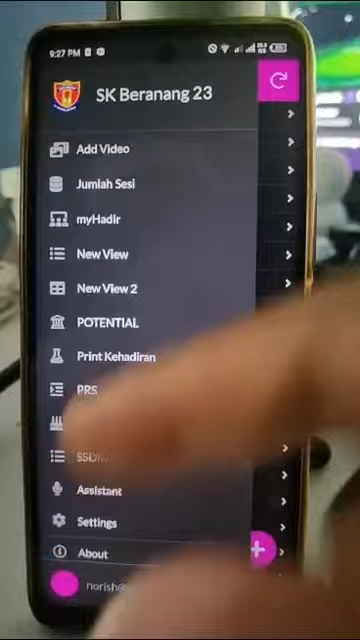 9:27 PM
SK Beranang 23
Add Video
Jumlah Sesi
myHadir
New View
New View 2
POTENTIAL
Print Kehadiran
PRS
Assistant
Settings
About
norish@